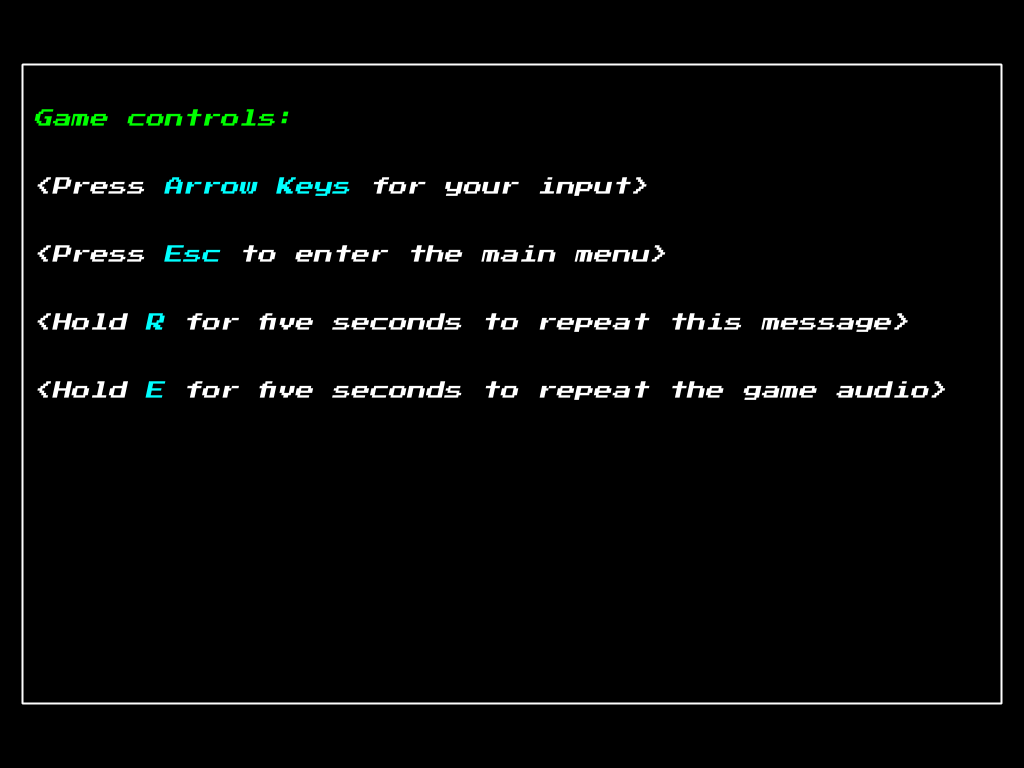 Game controls:
<Press Arrow Keys for your input>
<Press Esc to enter the main menu>
<Hold R for five seconds to repeat this message>
<Hold E for five seconds to repeat the game audio>